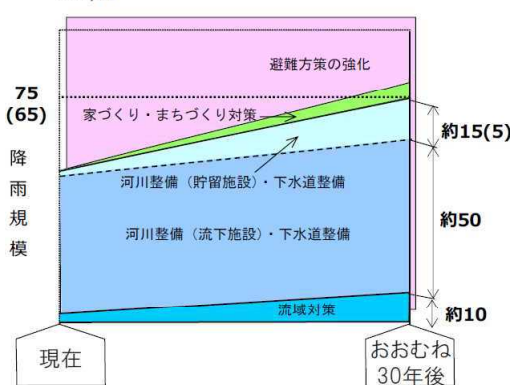 避難方策の強化
75
(65)
家づくり・まちづくり対策
約15(5)
降雨規模
河川整備(貯留施設)・下水道整備
河川整備(流下施設)・下水道整備
約50
流域対策
約10
現在
おおむね
30年後